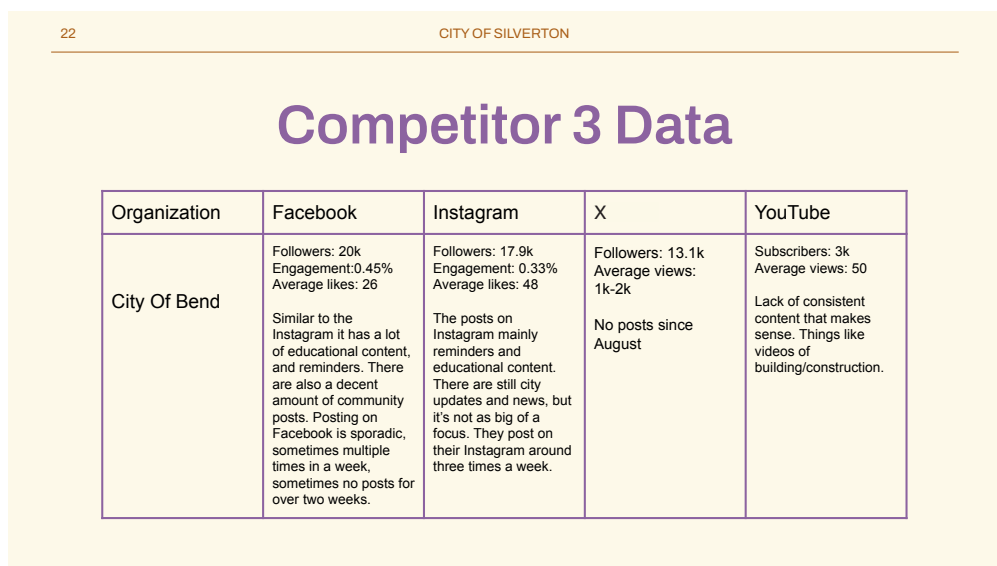 22
CITY OF SILVERTON
Competitor 3 Data
Organization
Facebook
Instagram
X
YouTube
City Of Bend
Followers: 20k
Engagement:0.45%
Average likes: 26
Similar to the
Instagram it has a lot
of educational content,
and reminders. There
are also a decent
amount of community
posts. Posting on
Facebook is sporadic,
sometimes multiple
times in a week,
sometimes no posts for
over two weeks.
Followers: 17.9k
Engagement: 0.33%
Average likes: 48
The posts on
Instagram mainly
reminders and
educational content.
There are still city
updates and news, but
it's not as big of a
focus. They post on
their Instagram around
three times a week.
Followers: 13.1k
Average views:
1k-2k
No posts since
August
Subscribers: 3k
Average views: 50
Lack of consistent
content that makes
sense. Things like
videos of
building/construction.